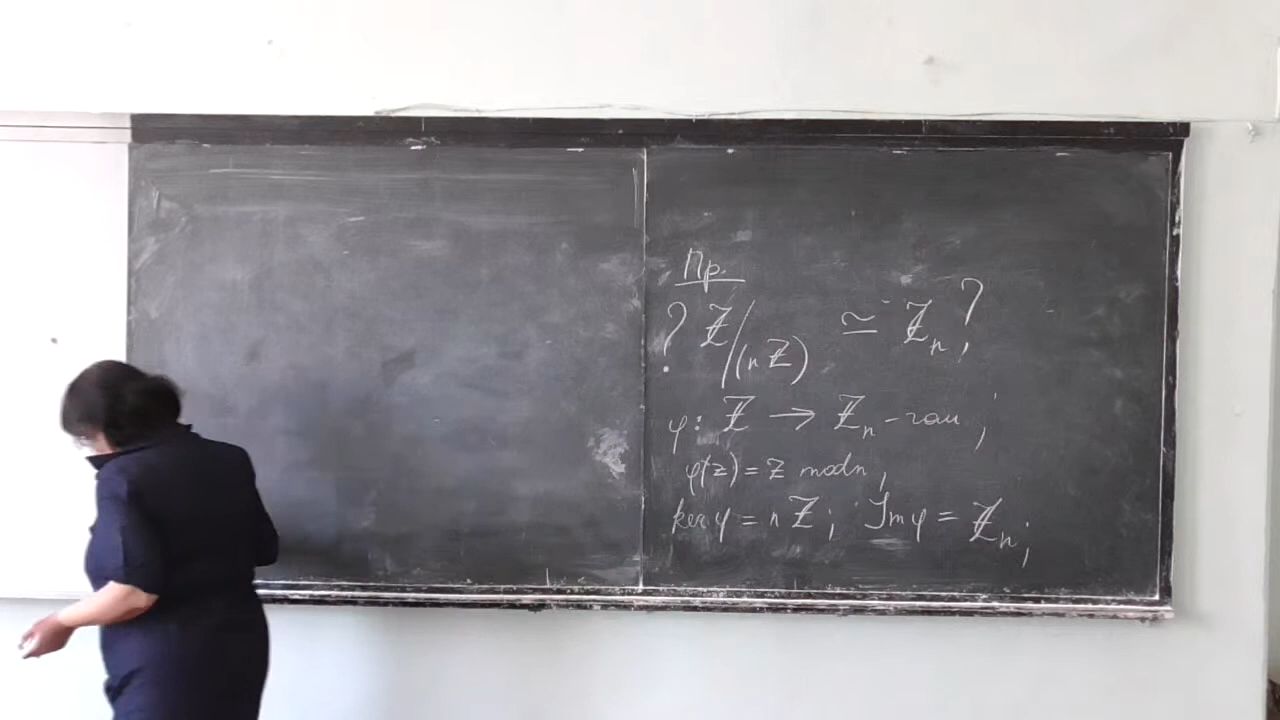 Пр.
? ℤ/(nℤ) ≃ ℤₙ ?;
φ: ℤ → ℤₙ - гом;
φ(z) = z mod n;
ker φ = nℤ; Im φ = ℤₙ;